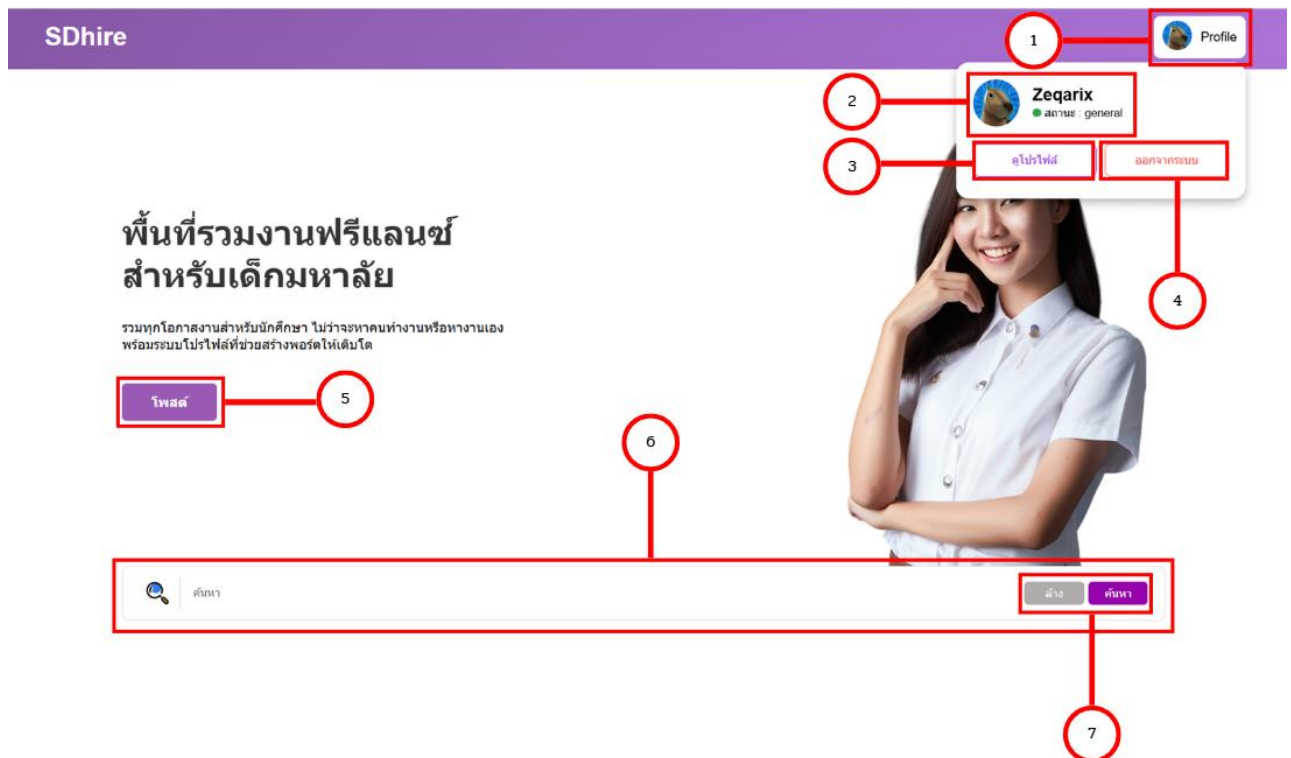 SDhire
1
Profile
2
Zeqarix
สถานะ : general
3
ดูโปรไฟล์
ออกจากระบบ
4
พื้นที่รวมงานฟรีแลนซ์
สำหรับเด็กมหาลัย
รวมทุกโอกาสงานสำหรับนักศึกษา ไม่ว่าจะหาคนทำงานหรือหางานเอง
พร้อมระบบโปรไฟล์ที่ช่วยสร้างพอร์ตให้เติบโต
โพสต์
5
6
ค้นหา
ล้าง
ค้นหา
7